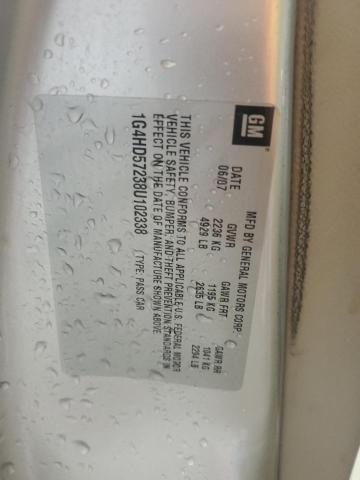 GM
MFD BY GENERAL MOTORS CORP.
DATE GVWR GAWR FRT GAWR RR
06/07 2236 KG 1195 KG 1041 KG
4929 LB 2635 LB 2294 LB
THIS VEHICLE CONFORMS TO ALL APPLICABLE U.S. FEDERAL MOTOR
VEHICLE SAFETY, BUMPER, AND THEFT PREVENTION STANDARDS IN
EFFECT ON THE DATE OF MANUFACTURE SHOWN ABOVE.
1G4HD57238U102338 TYPE: PASS CAR